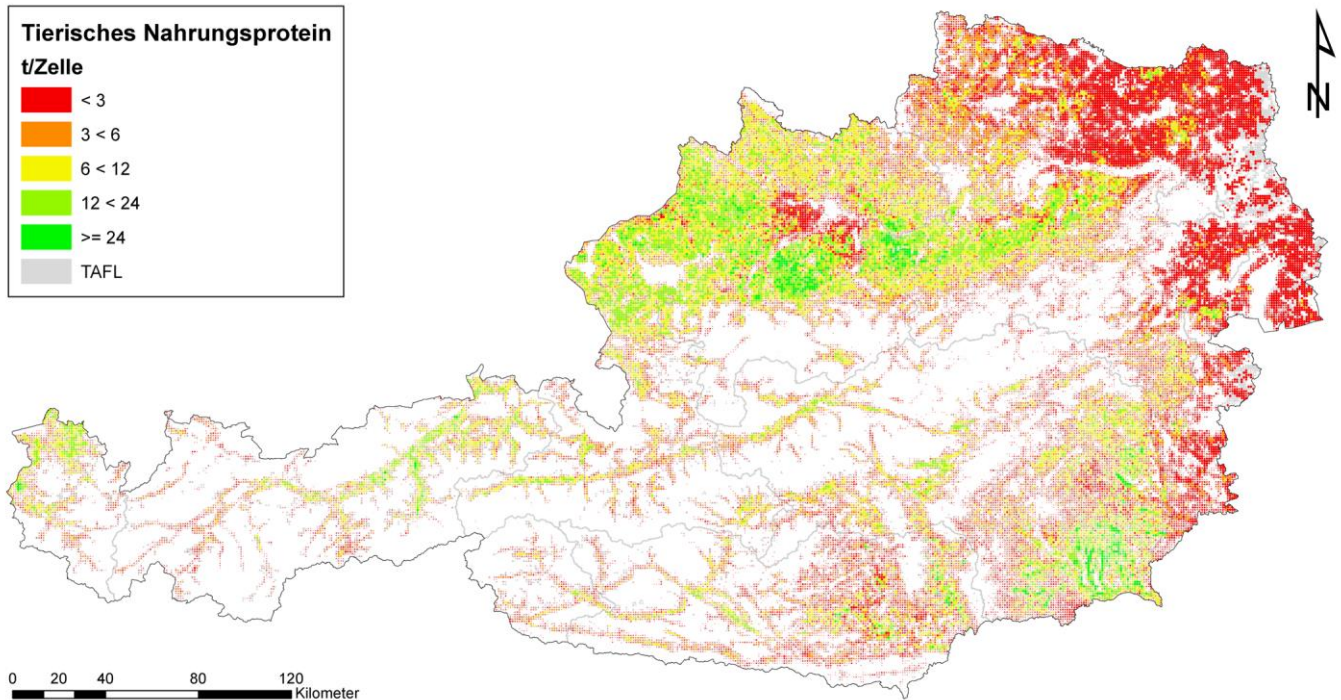 Tierisches Nahrungsprotein
t/Zelle
< 3
3 < 6
6 < 12
12 < 24
>= 24
TAFL
N
0 20 40 80 120
Kilometer